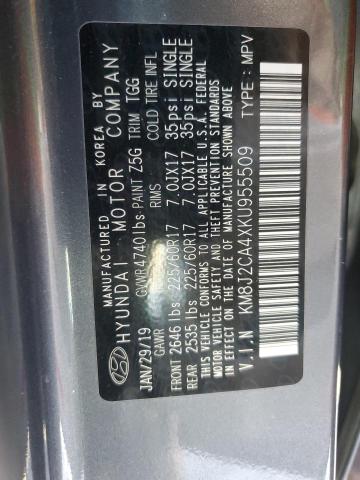 MANUFACTURED IN KOREA BY
HYUNDAI MOTOR COMPANY
JAN/29/19 GVWR 4740lbs PAINT Z5G TRIM TGG
GAWR RIMS COLD TIRE INFL
FRONT 2646 lbs 225/60R17 7.0JX17 35psi SINGLE
REAR 2535 lbs 225/60R17 7.0JX17 35psi SINGLE
THIS VEHICLE CONFORMS TO ALL APPLICABLE U.S.A. FEDERAL
MOTOR VEHICLE SAFETY, BUMPER, AND THEFT PREVENTION STANDARDS
IN EFFECT ON THE DATE OF MANUFACTURE SHOWN ABOVE.
V.I.N KM8J2CA4XKU955509 TYPE: MPV